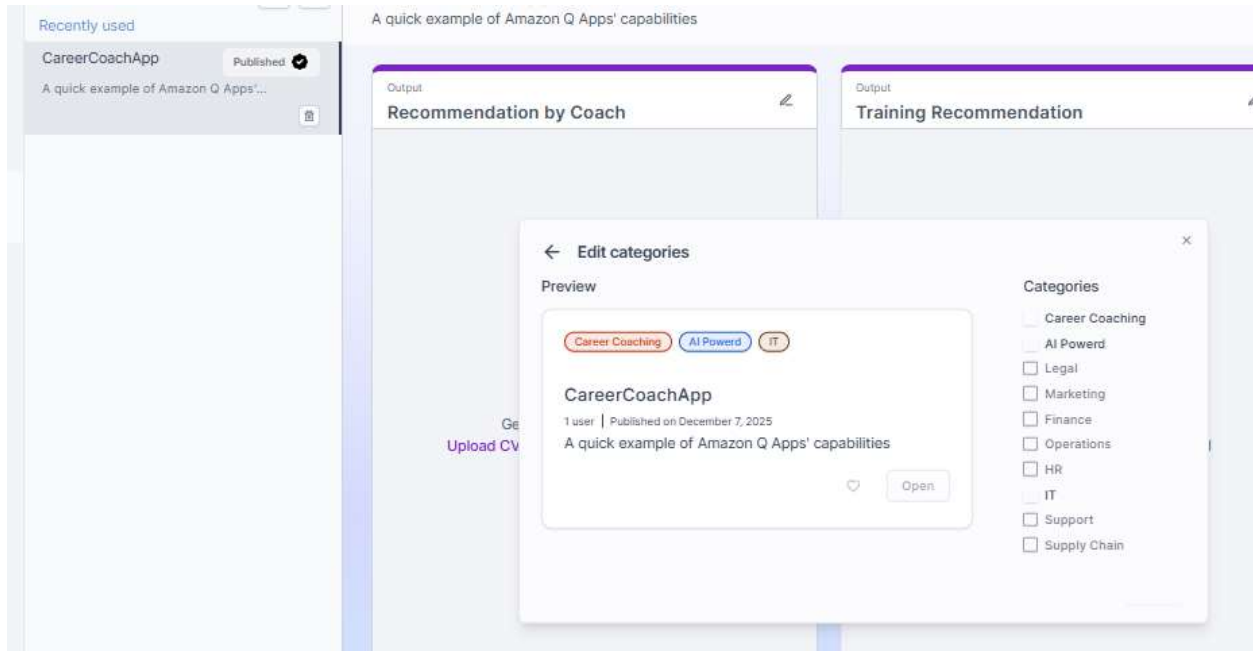 Recently used
CareerCoachApp
Published
A quick example of Amazon Q Apps'...
A quick example of Amazon Q Apps' capabilities
Output
Recommendation by Coach
Output
Training Recommendation
Ge
Upload CV
Edit categories
Preview
Career Coaching
AI Powerd
IT
CareerCoachApp
1 user | Published on December 7, 2025
A quick example of Amazon Q Apps' capabilities
Open
Categories
Career Coaching
AI Powerd
Legal
Marketing
Finance
Operations
HR
IT
Support
Supply Chain